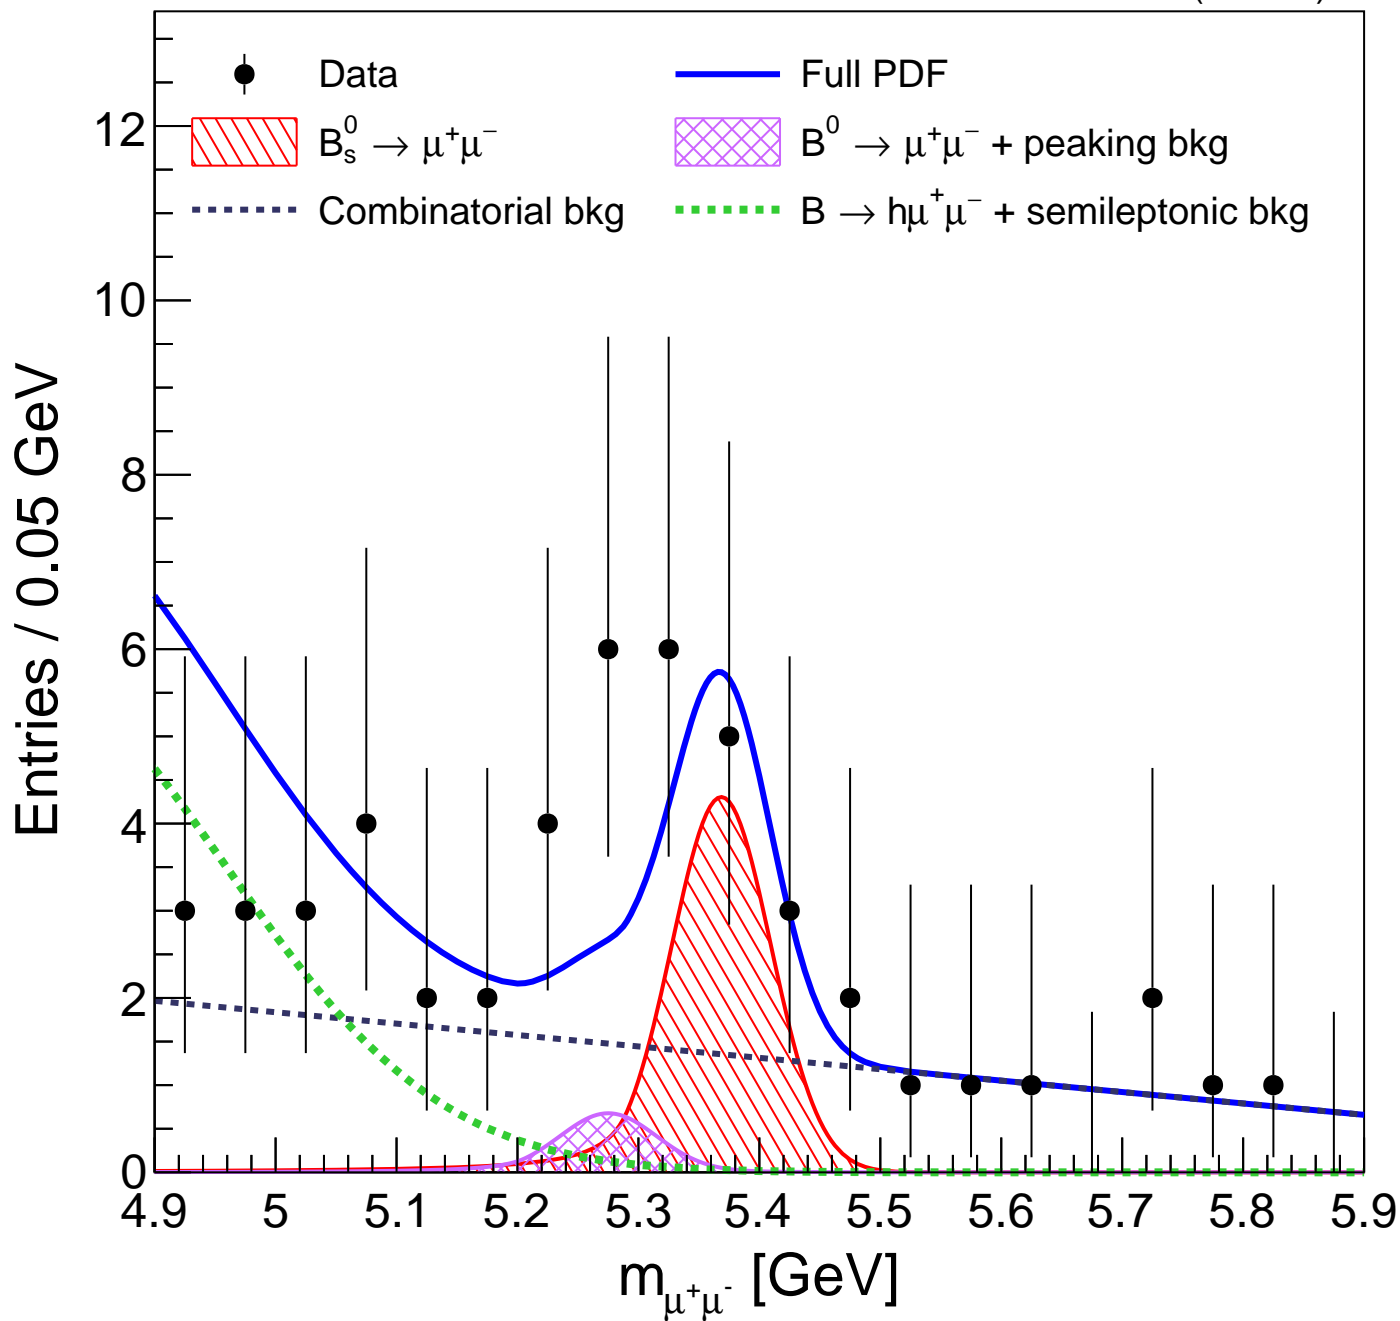 Data
Full PDF
B⁰ₛ → μ⁺μ⁻
B⁰ → μ⁺μ⁻ + peaking bkg
Combinatorial bkg
B → hμ⁺μ⁻ + semileptonic bkg
Entries / 0.05 GeV
12
10
8
6
4
2
0
4.9 5 5.1 5.2 5.3 5.4 5.5 5.6 5.7 5.8 5.9
m_μ⁺μ⁻ [GeV]